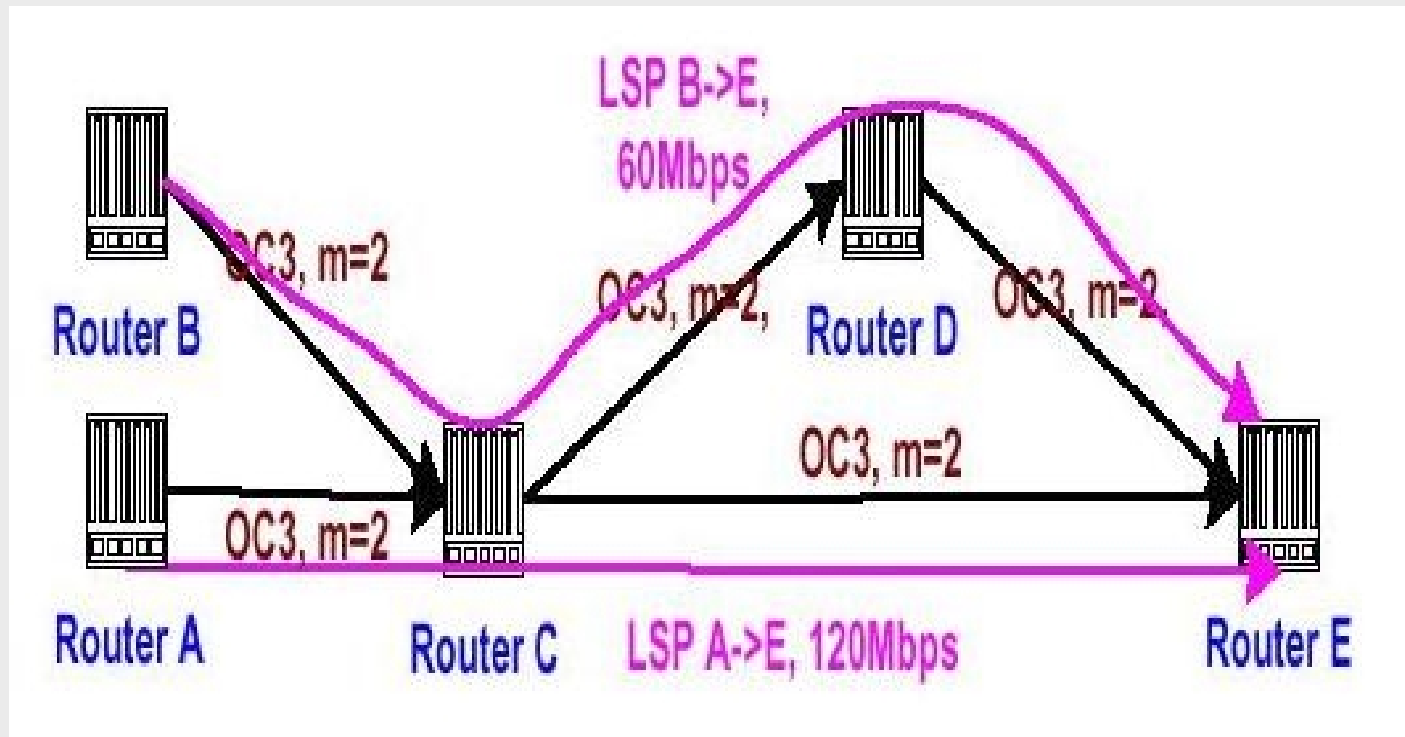 LSP B->E,
60Mbps
OC3, m=2
OC3, m=2,
OC3, m=2,
Router B
Router D
OC3, m=2
OC3, m=2
Router A
Router C
LSP A->E, 120Mbps
Router E